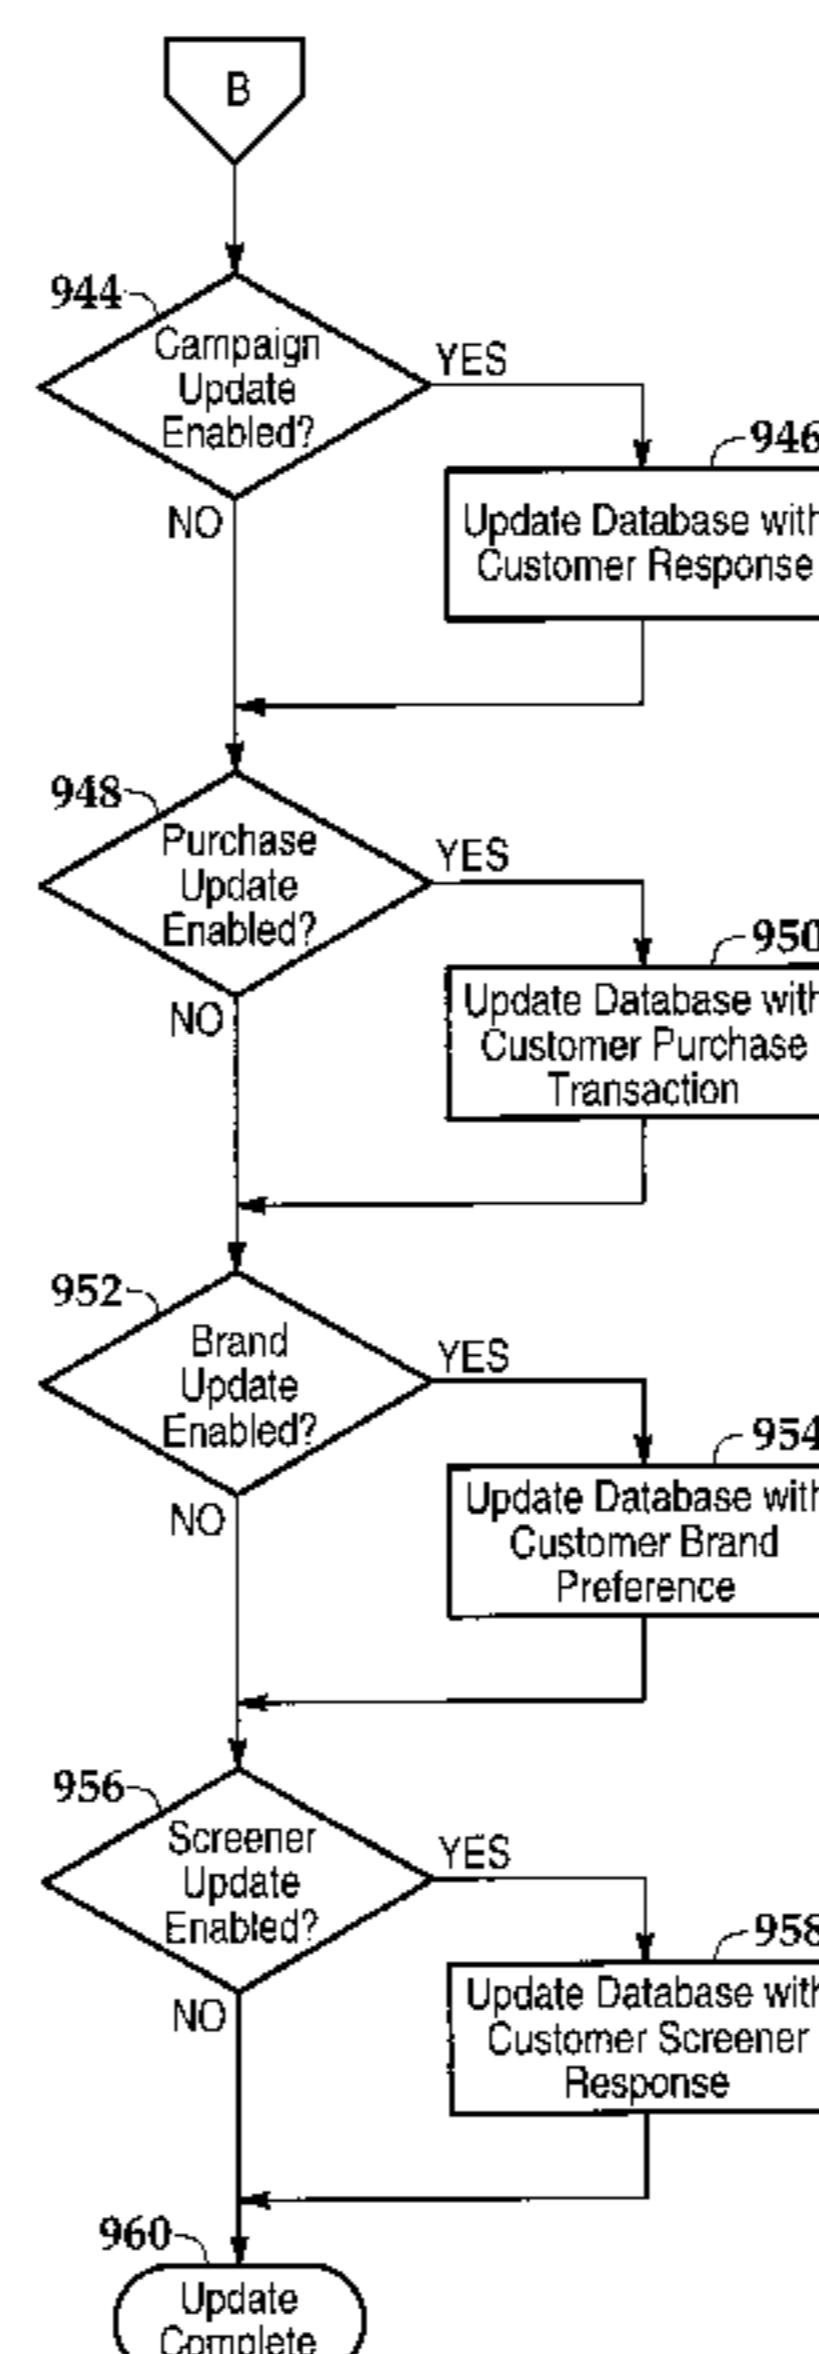 B
944
Campaign
Update
Enabled?
YES
NO
946
Update Database with
Customer Response
948
Purchase
Update
Enabled?
YES
NO
950
Update Database with
Customer Purchase
Transaction
952
Brand
Update
Enabled?
YES
NO
954
Update Database with
Customer Brand
Preference
956
Screener
Update
Enabled?
YES
NO
958
Update Database with
Customer Screener
Response
960
Update
Complete